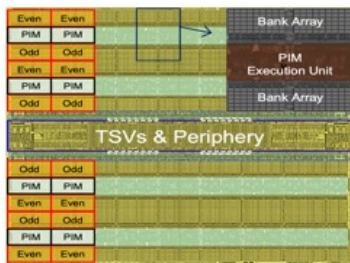 Even Even
PIM PIM
Odd Odd
Even Even
PIM PIM
Odd Odd
Bank Array
PIM
Execution Unit
Bank Array
TSVs & Periphery
Odd Odd
PIM PIM
Even Even
Odd Odd
PIM PIM
Even Even